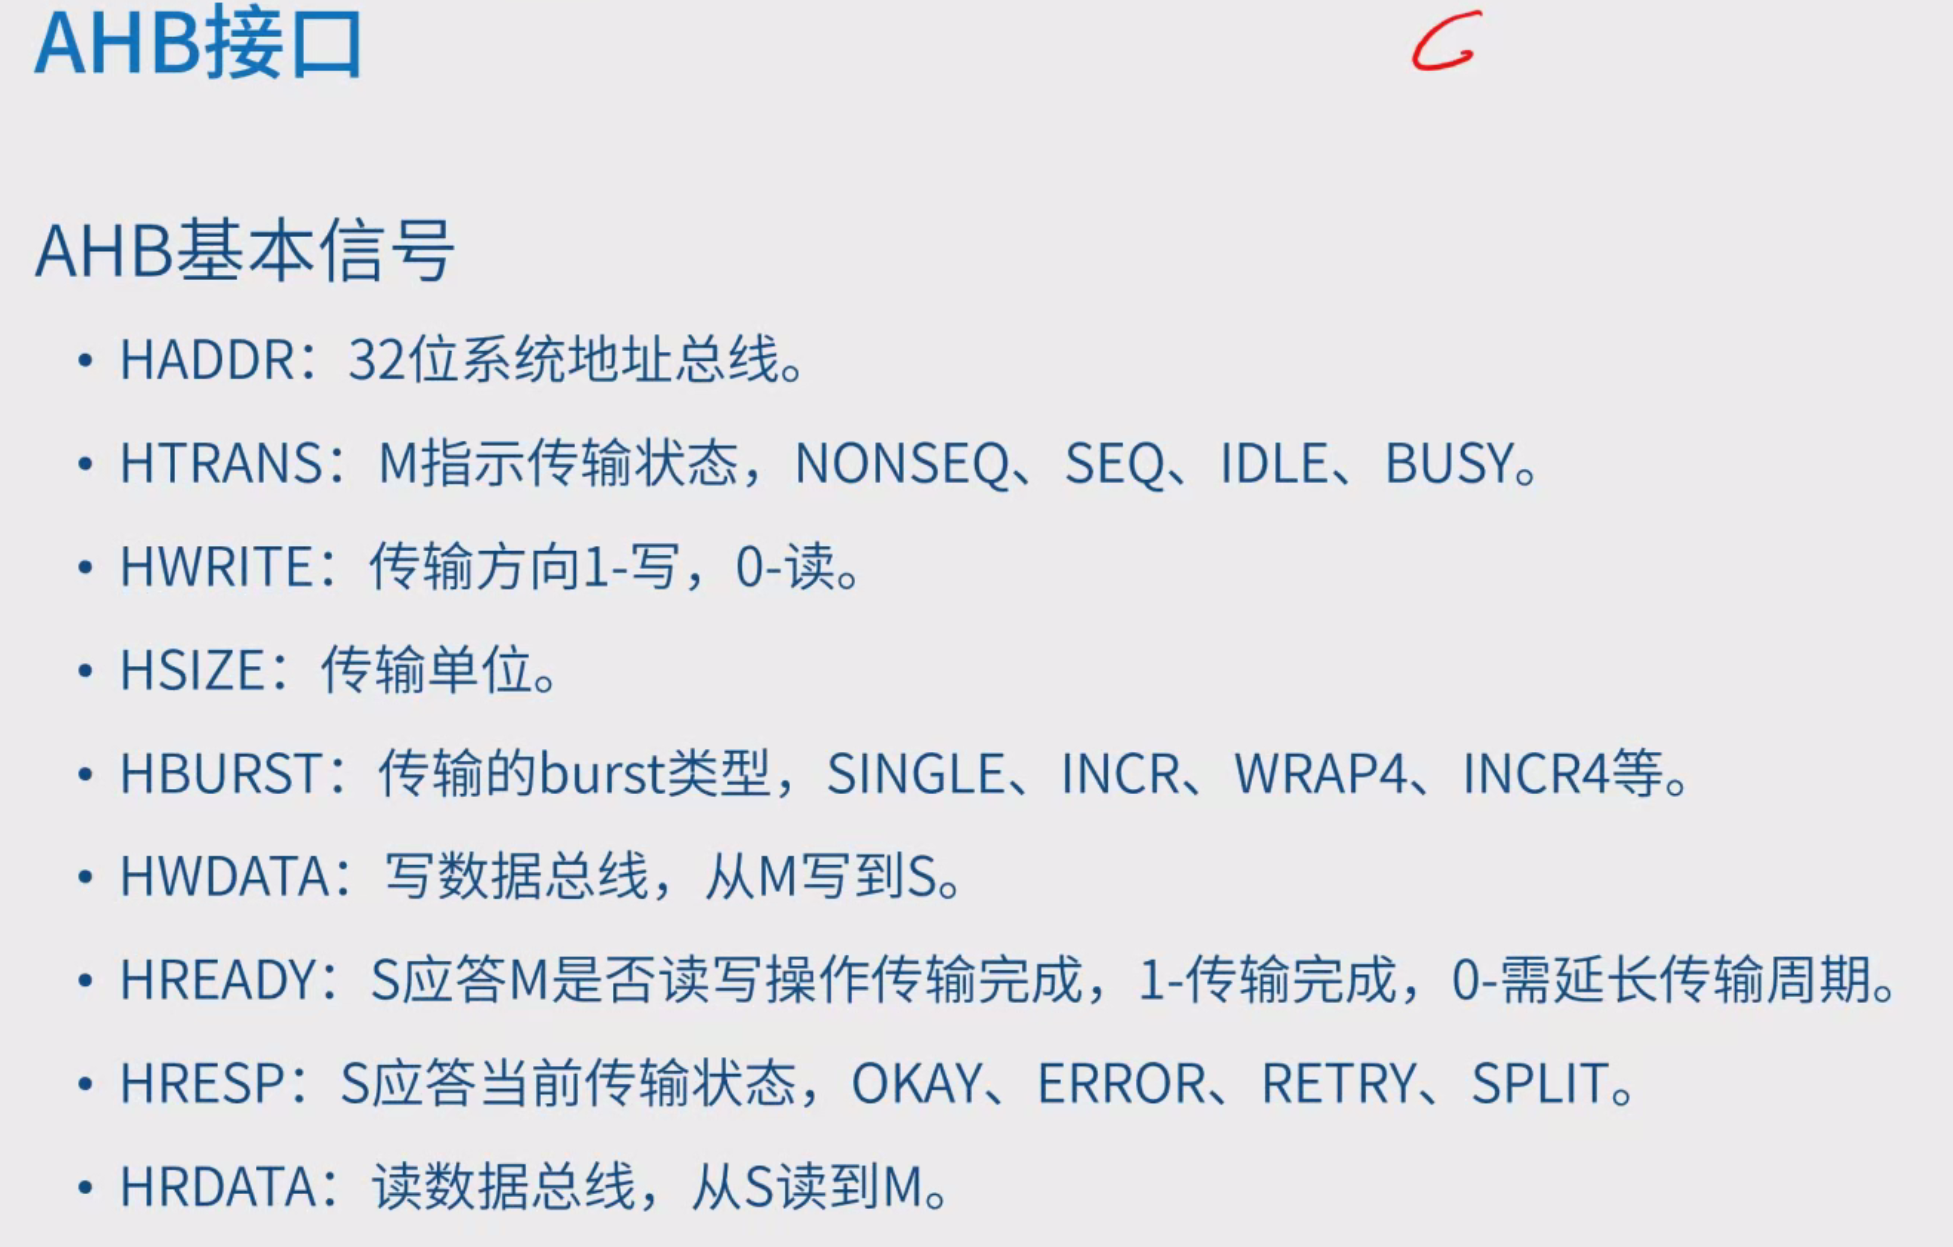 AHB接口
AHB基本信号
• HADDR：32位系统地址总线。
• HTRANS：M指示传输状态，NONSEQ、SEQ、IDLE、BUSY。
• HWRITE：传输方向1-写，0-读。
• HSIZE：传输单位。
• HBURST：传输的burst类型，SINGLE、INCR、WRAP4、INCR4等。
• HWDATA：写数据总线，从M写到S。
• HREADY：S应答M是否读写操作传输完成，1-传输完成，0-需延长传输周期。
• HRESP：S应答当前传输状态，OKAY、ERROR、RETRY、SPLIT。
• HRDATA：读数据总线，从S读到M。